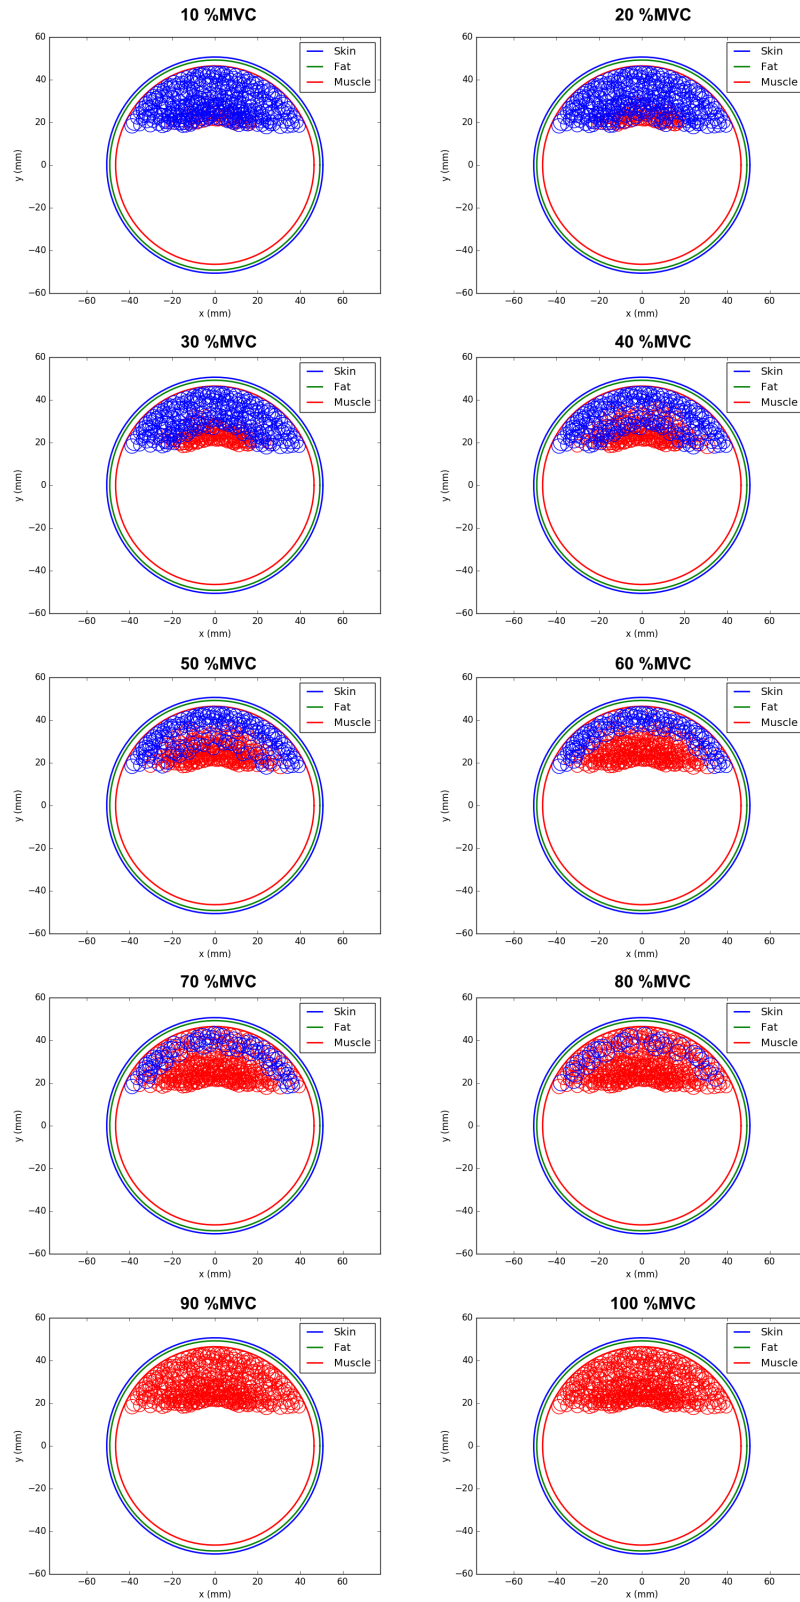 10 %MVC
60
40
20
0
−20
−40
−60
y (mm)
−60 −40 −20 0 20 40 60
x (mm)
Skin
Fat
Muscle
20 %MVC
60
40
20
0
−20
−40
−60
y (mm)
−60 −40 −20 0 20 40 60
x (mm)
Skin
Fat
Muscle
30 %MVC
60
40
20
0
−20
−40
−60
y (mm)
−60 −40 −20 0 20 40 60
x (mm)
Skin
Fat
Muscle
40 %MVC
60
40
20
0
−20
−40
−60
y (mm)
−60 −40 −20 0 20 40 60
x (mm)
Skin
Fat
Muscle
50 %MVC
60
40
20
0
−20
−40
−60
y (mm)
−60 −40 −20 0 20 40 60
x (mm)
Skin
Fat
Muscle
60 %MVC
60
40
20
0
−20
−40
−60
y (mm)
−60 −40 −20 0 20 40 60
x (mm)
Skin
Fat
Muscle
70 %MVC
60
40
20
0
−20
−40
−60
y (mm)
−60 −40 −20 0 20 40 60
x (mm)
Skin
Fat
Muscle
80 %MVC
60
40
20
0
−20
−40
−60
y (mm)
−60 −40 −20 0 20 40 60
x (mm)
Skin
Fat
Muscle
90 %MVC
60
40
20
0
−20
−40
−60
y (mm)
−60 −40 −20 0 20 40 60
x (mm)
Skin
Fat
Muscle
100 %MVC
60
40
20
0
−20
−40
−60
y (mm)
−60 −40 −20 0 20 40 60
x (mm)
Skin
Fat
Muscle